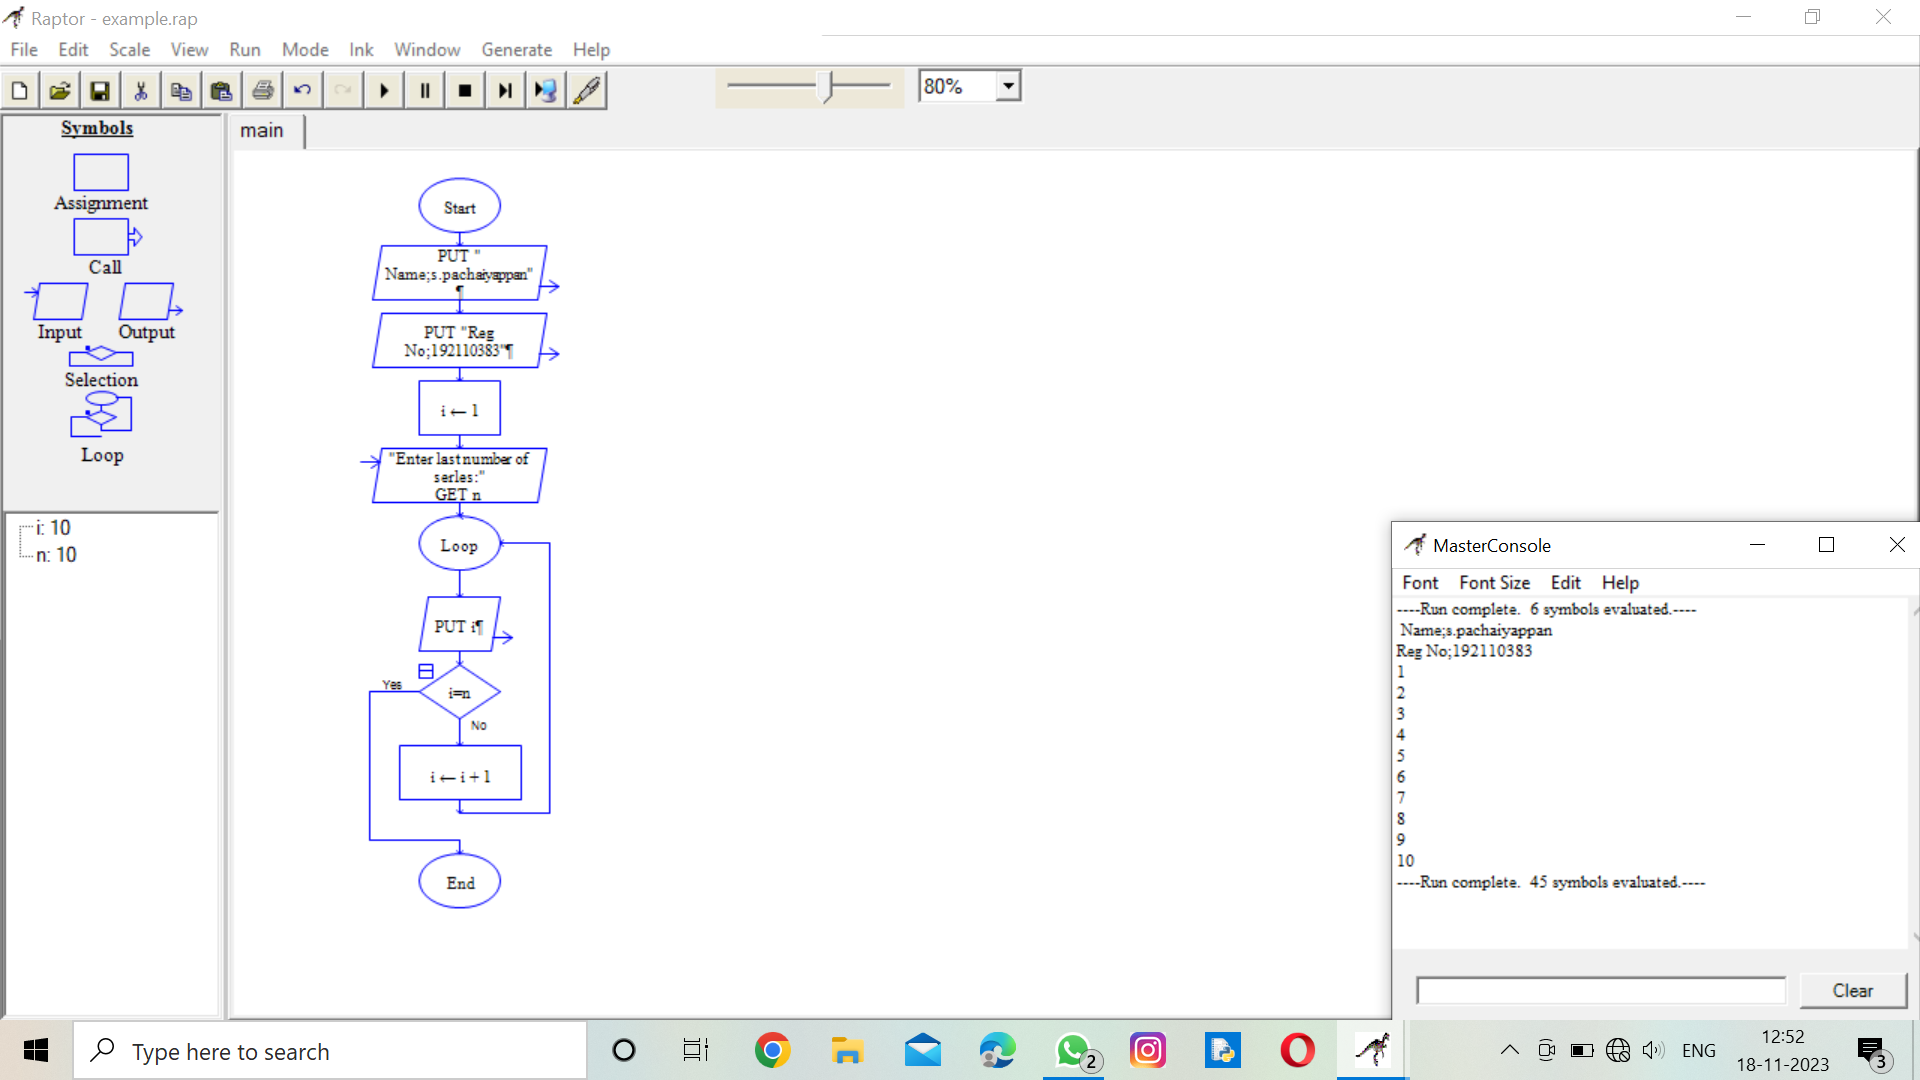 Raptor - example.rap
File Edit Scale View Run Mode Ink Window Generate Help
80%
Symbols
Assignment
Call
Input Output
Selection
Loop
i: 10
n: 10
main
Start
PUT "
Name;s.pachaiyappan"
¶
PUT "Reg
No;192110383"¶
i ← 1
"Enter last number of
serles:"
GET n
Loop
PUT i¶
Yes
i=n
No
i ← i + 1
End
MasterConsole
Font Font Size Edit Help
----Run complete. 6 symbols evaluated.----
Name;s.pachaiyappan
Reg No;192110383
1
2
3
4
5
6
7
8
9
10
----Run complete. 45 symbols evaluated.----
Clear
Type here to search
2
ENG
12:52
18-11-2023
3